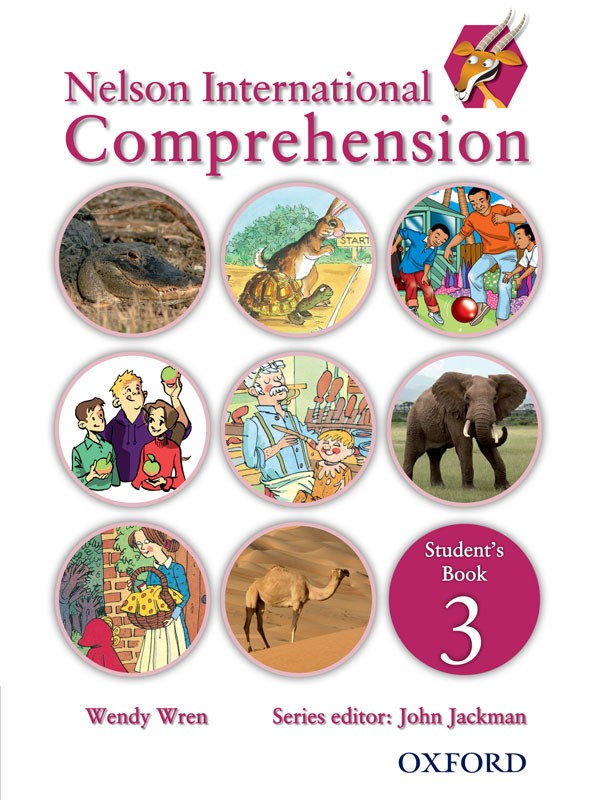 Nelson International
Comprehension
START
Student's
Book
3
Wendy Wren
Series editor: John Jackman
OXFORD